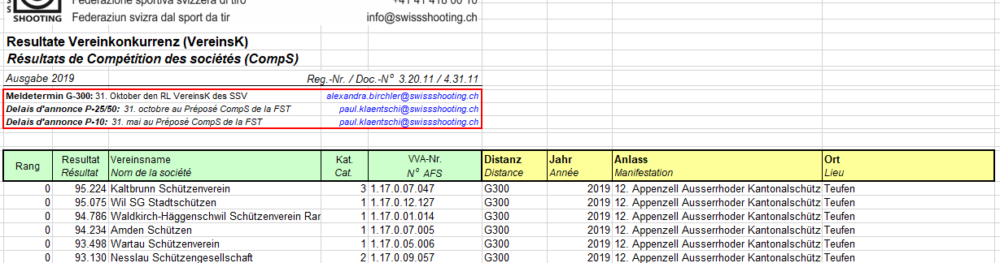 Federazione sportiva svizzera di tiro +41 41 418 00 10
S SHOOTING Federaziun svizra dal sport da tir info@swissshooting.ch
Resultate Vereinkonkurrenz (VereinsK)
Résultats de Compétition des sociétés (CompS)
Ausgabe 2019 Reg.-Nr. / Doc.-N° 3.20.11 / 4.31.11
Meldetermin G-300: 31. Oktober den RL VereinsK des SSV alexandra.birchler@swissshooting.ch
Delais d'annonce P-25/50: 31. octobre au Préposé CompS de la FST paul.klaentschi@swissshooting.ch
Delais d'annonce P-10: 31. mai au Préposé CompS de la FST paul.klaentschi@swissshooting.ch
Rang Resultat Vereinsname Kat. VVA-Nr. Distanz Jahr Anlass Ort
Résultat Nom de la société Cat. N° AFS Distance Année Manifestation Lieu
0 95.224 Kaltbrunn Schützenverein 3 1.17.0.07.047 G300 2019 12. Appenzell Ausserrhoder Kantonalschütz Teufen
0 95.075 Wil SG Stadtschützen 1 1.17.0.12.127 G300 2019 12. Appenzell Ausserrhoder Kantonalschütz Teufen
0 94.786 Waldkirch-Häggenschwil Schützenverein Ran 1 1.17.0.01.014 G300 2019 12. Appenzell Ausserrhoder Kantonalschütz Teufen
0 94.234 Amden Schützen 1 1.17.0.07.005 G300 2019 12. Appenzell Ausserrhoder Kantonalschütz Teufen
0 93.498 Wartau Schützenverein 1 1.17.0.05.006 G300 2019 12. Appenzell Ausserrhoder Kantonalschütz Teufen
0 93.130 Nesslau Schützengesellschaft 2 1.17.0.09.057 G300 2019 12. Appenzell Ausserrhoder Kantonalschütz Teufen